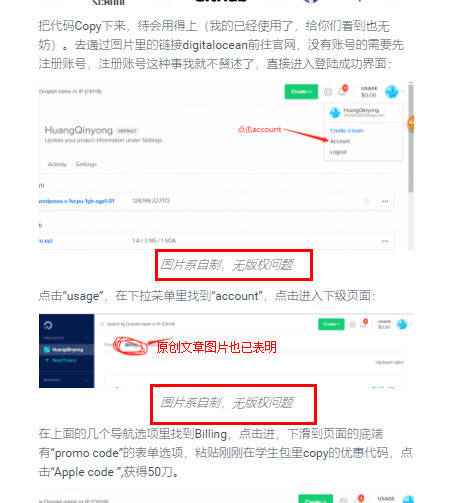 SCHOOL
把代码Copy下来，待会用得上（我的已经使用了，给你们看到也无
妨）。去通过图片里的链接digitalocean前往官网，没有账号的需要先
注册账号，注册账号这种事我就不赘述了，直接进入登陆成功界面：
Droplet name or IP (Ctrl+B)
Create
USAGE
$0.00
HuangQinyong
HuangQinyong DEFAULT
Update your project information under Settings
点击account
Create a team
Account
Logout
Activity Settings
(1)
wordpress-s-1vcpu-1gb-sgp1-01 128.199.227.172
1 A / 3 NS / 1 SOA
图片系自制，无版权问题
点击“usage”，在下拉菜单里找到“account”，点击进入下级页面：
Search by Droplet name or IP (Ctrl+B)
Create
USAGE
$0.00
PROJECTS
HuangQinyong
+ New Project
MANAGE
Billing
原创文章图片也已表明
Updated daily
图片系自制，无版权问题
在上面的几个导航选项里找到Billing，点击进，下滑到页面的底端
有“promo code”的表单选项，粘贴刚刚在学生包里copy的优惠代码，点
击“Apple code ”,获得50刀。
Droplet name or IP (Ctrl+B)
Create
USAGE